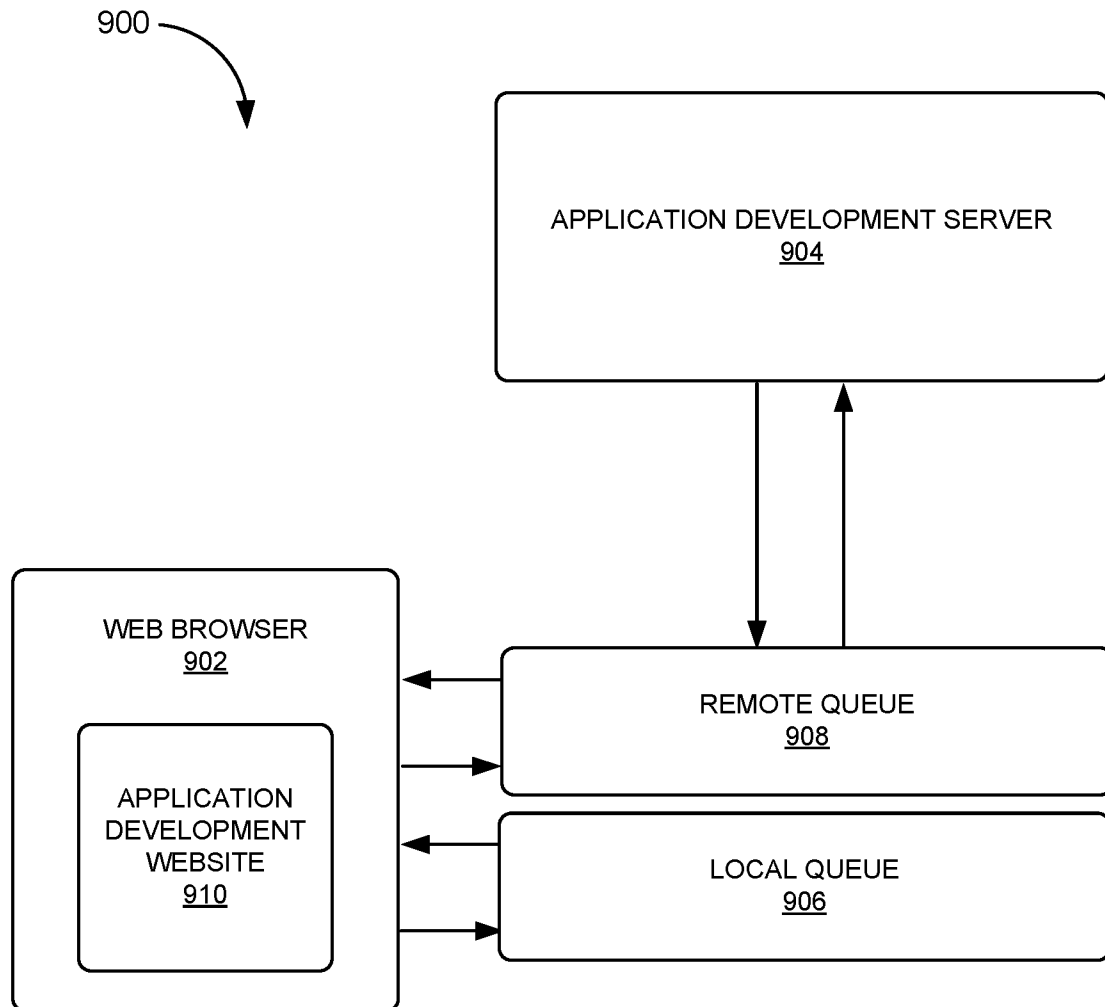 900
APPLICATION DEVELOPMENT SERVER
904
WEB BROWSER
902
REMOTE QUEUE
908
APPLICATION
DEVELOPMENT
WEBSITE
910
LOCAL QUEUE
906